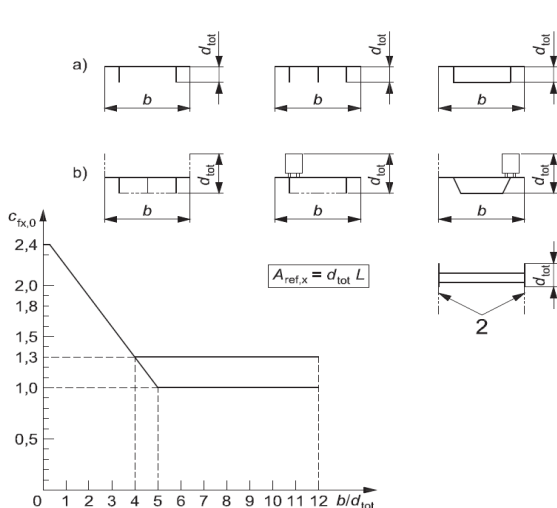 a)
d_tot
d_tot
d_tot
b
b
b
b)
d_tot
d_tot
d_tot
b
b
b
c_fx,0
2,4
2,0
1,8
1,5
1,3
1,0
0,5
A_ref,x = d_tot L
d_tot
2
0 1 2 3 4 5 6 7 8 9 10 11 12 b/d_tot